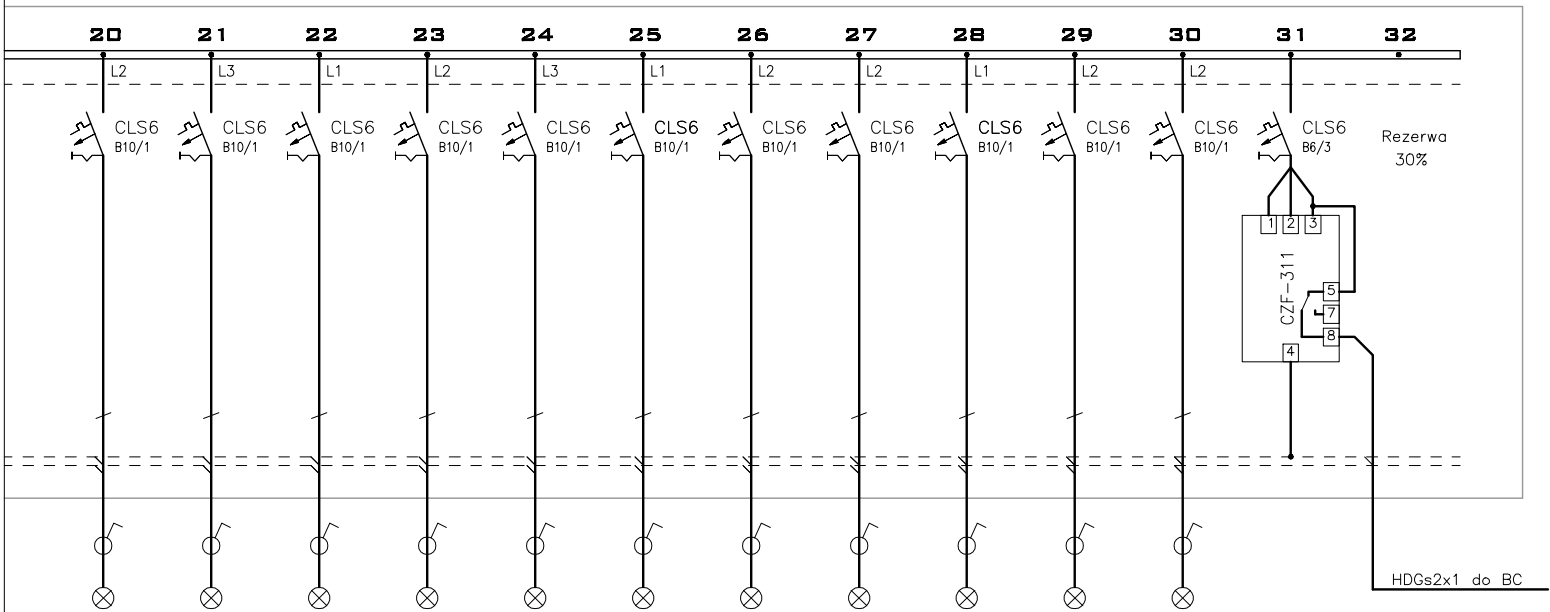 20 21 22 23 24 25 26 27 28 29 30 31 32
L2 L3 L1 L2 L3 L1 L2 L2 L1 L2 L2
CLS6 CLS6 CLS6 CLS6 CLS6 CLS6 CLS6 CLS6 CLS6 CLS6 CLS6 CLS6 Rezerwa
B10/1 B10/1 B10/1 B10/1 B10/1 B10/1 B10/1 B10/1 B10/1 B10/1 B10/1 B6/3 30%
1 2 3
CZF-311
5
7
8
4
HDGs2x1 do BC